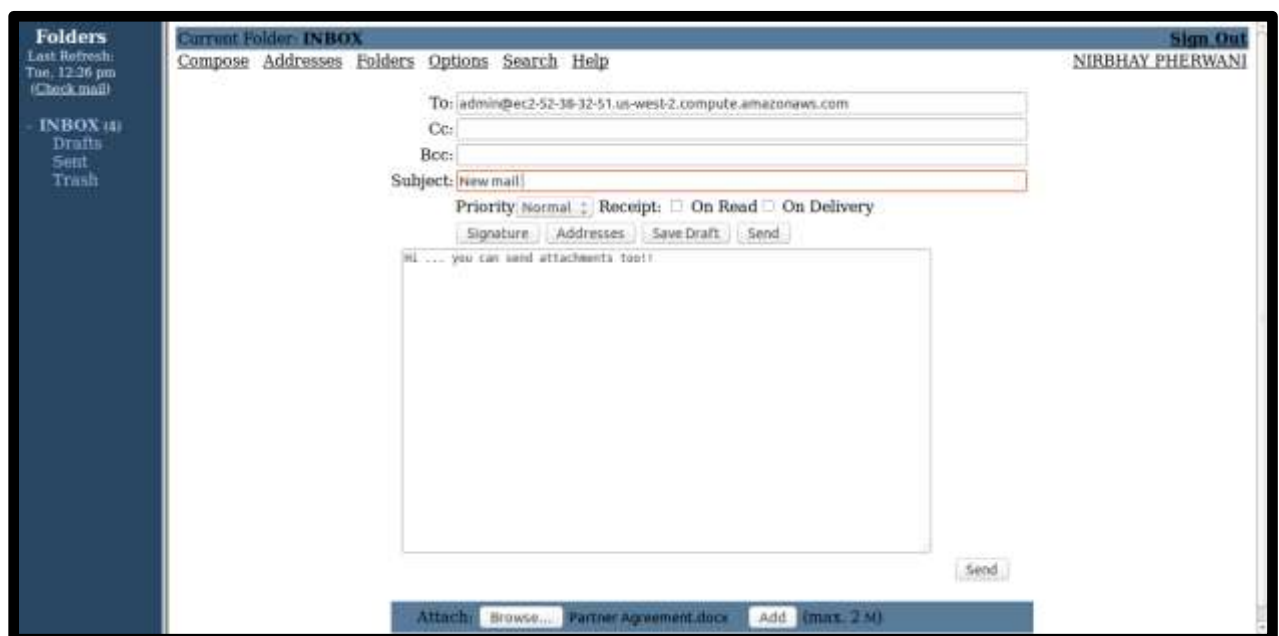 Folders
Last Refresh:
Tue, 12:26 pm
(Check mail)
- INBOX (4)
Drafts
Sent
Trash
Current Folder: INBOX
Sign Out
Compose Addresses Folders Options Search Help
NIRBHAY PHERWANI
To: admin@ec2-52-38-32-51.us-west-2.compute.amazonaws.com
Cc:
Bcc:
Subject: New mail
Priority Normal Receipt: On Read On Delivery
Signature Addresses Save Draft Send
Hi ... you can send attachments too!!
Send
Attach: Browse... Partner Agreement.docx Add (max. 2 M)